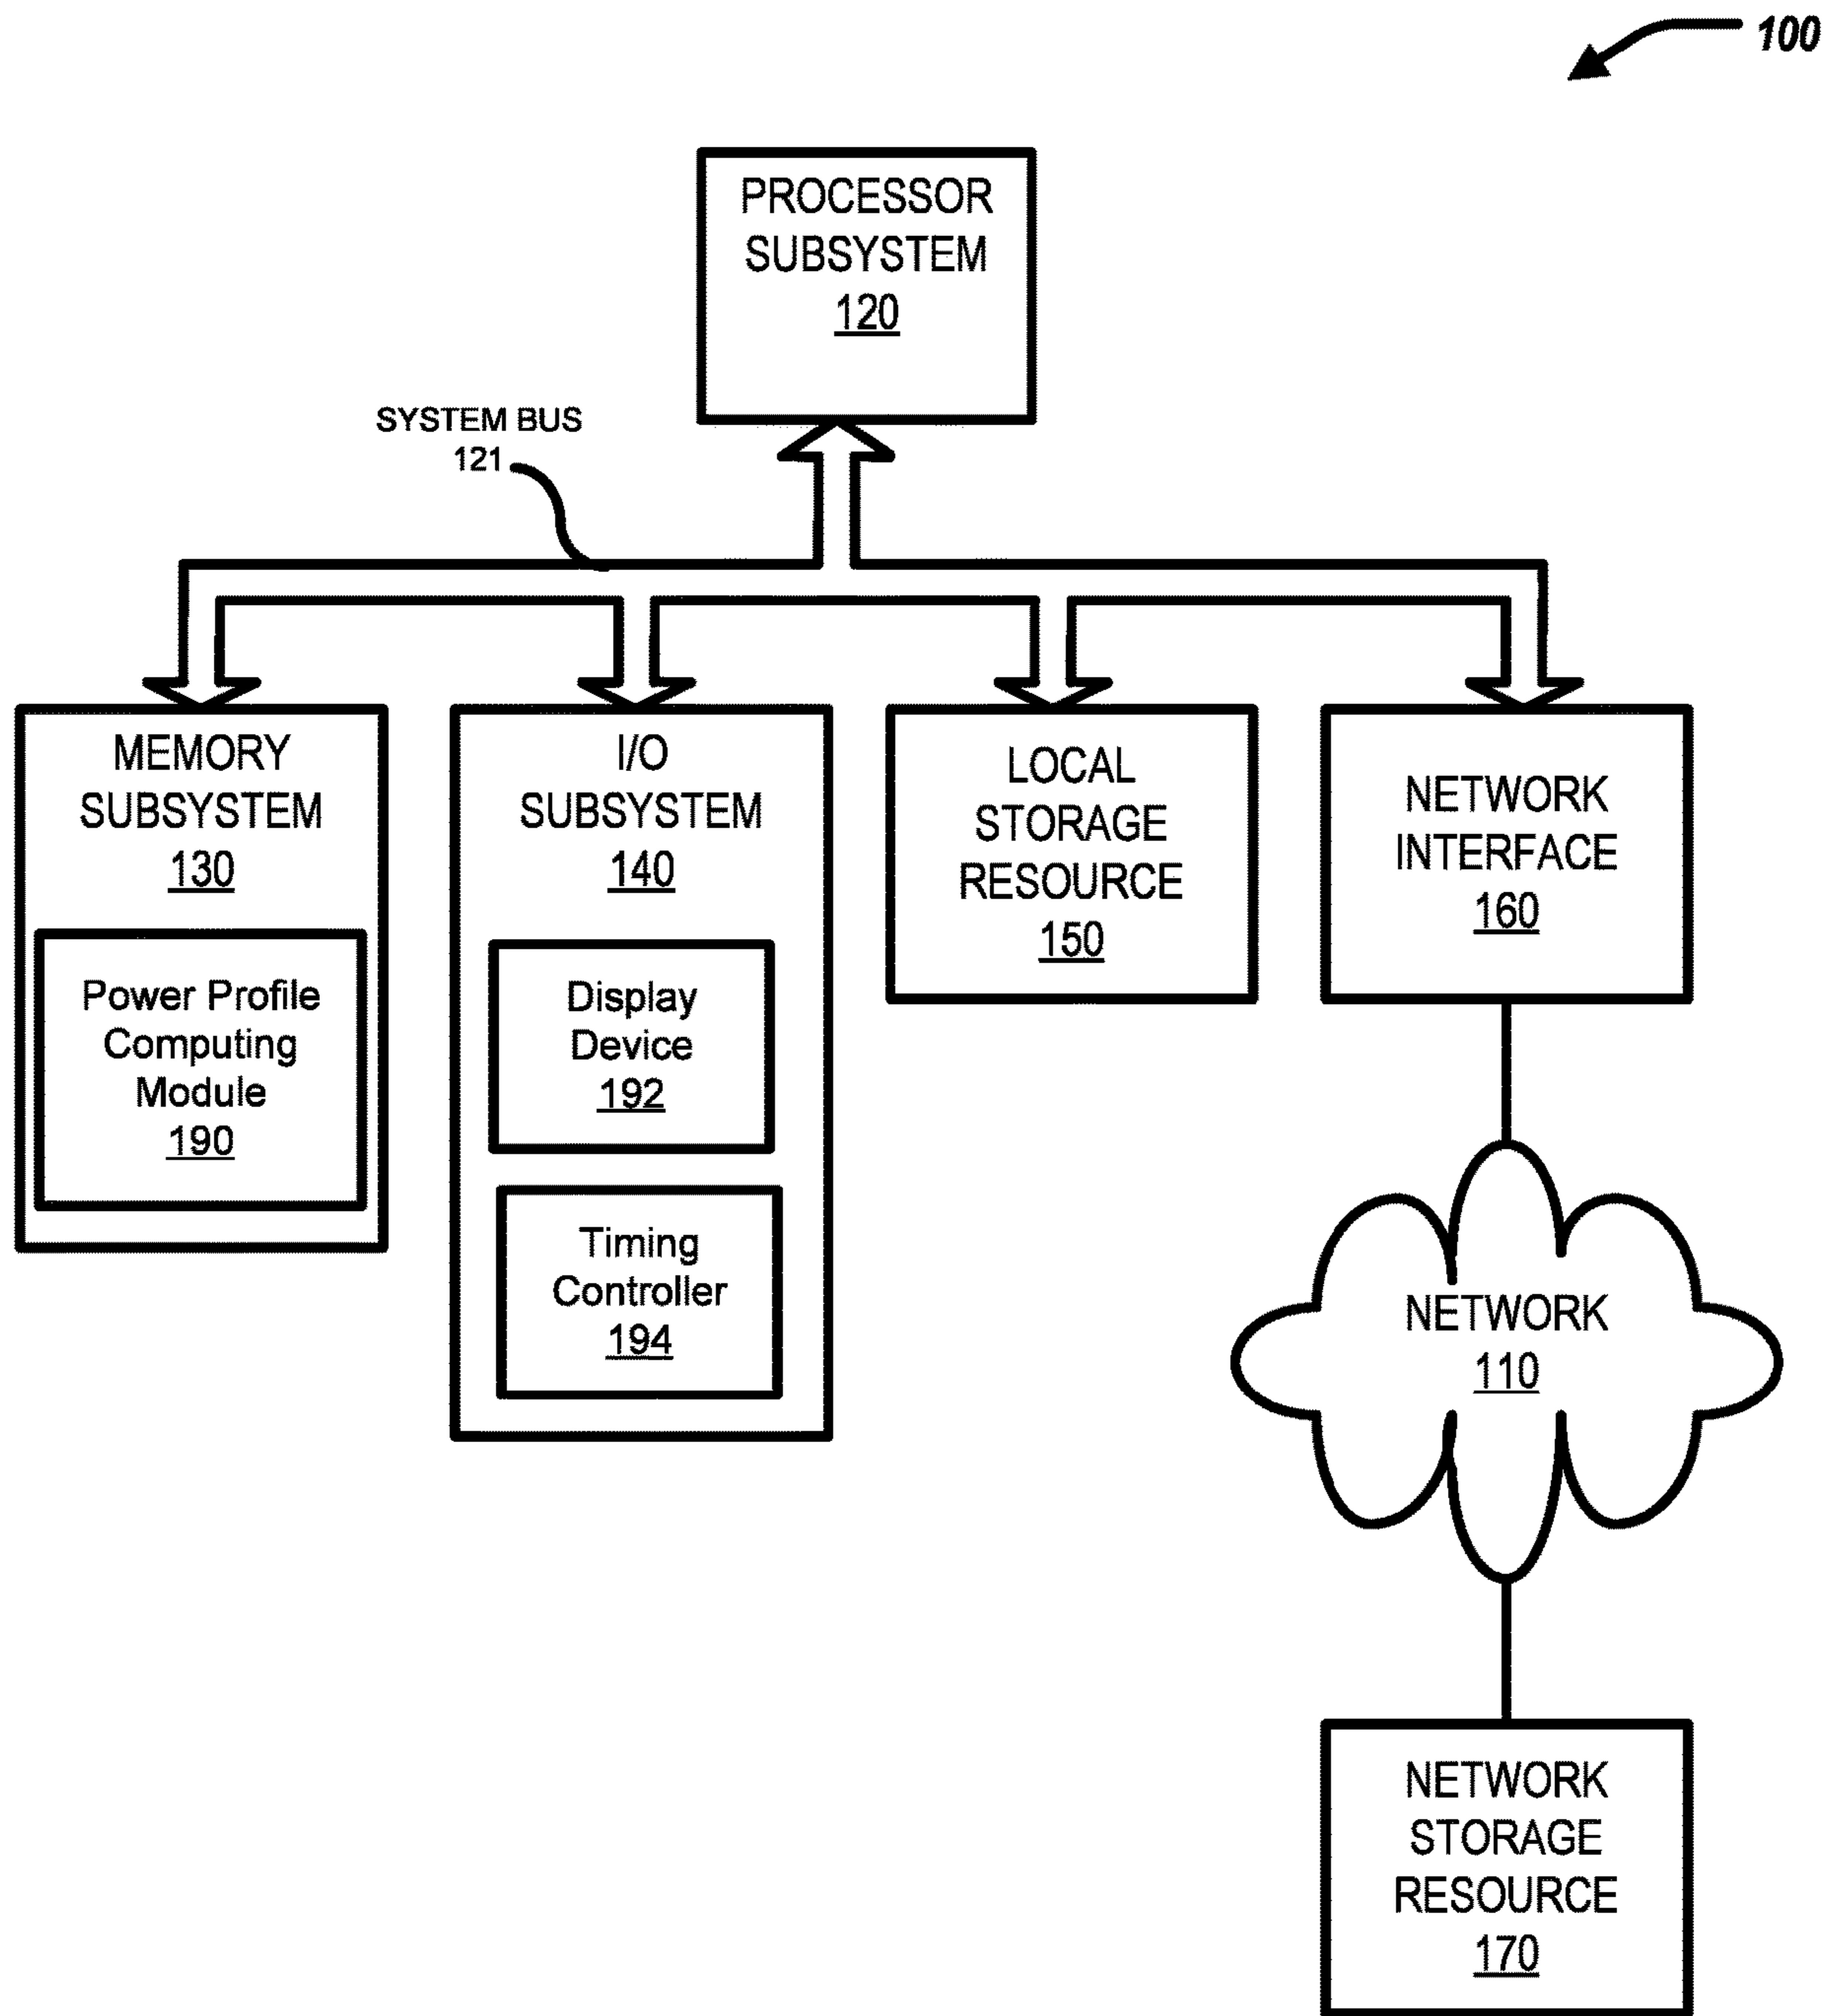 100
PROCESSOR
SUBSYSTEM
120
SYSTEM BUS
121
MEMORY
SUBSYSTEM
130
Power Profile
Computing
Module
190
I/O
SUBSYSTEM
140
Display
Device
192
Timing
Controller
194
LOCAL
STORAGE
RESOURCE
150
NETWORK
INTERFACE
160
NETWORK
110
NETWORK
STORAGE
RESOURCE
170